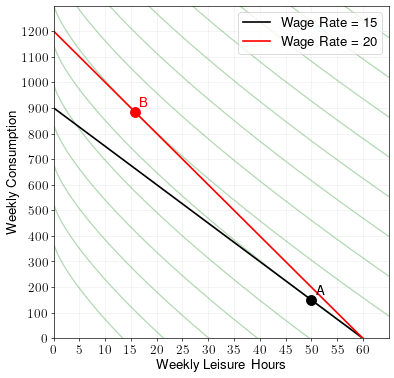 Wage Rate = 15
Wage Rate = 20
1200
1100
1000
900
800
700
600
500
400
300
200
100
0
B
A
0 5 10 15 20 25 30 35 40 45 50 55 60
Weekly Consumption
Weekly Leisure Hours